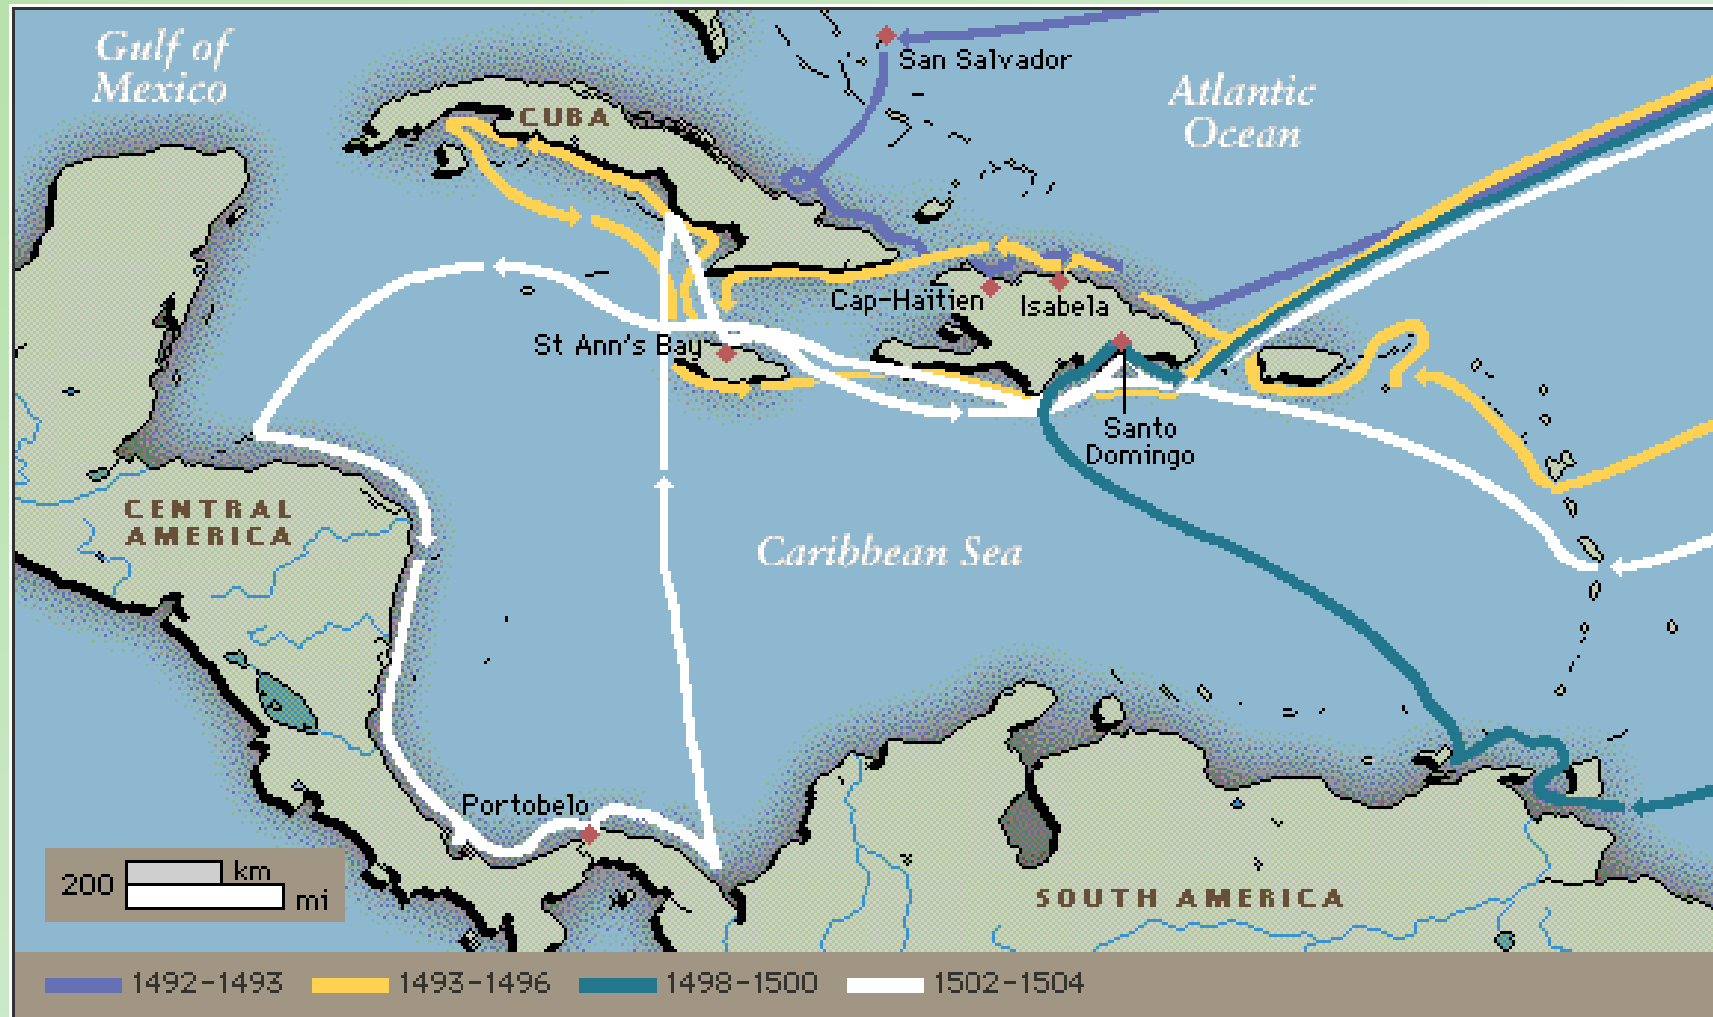 Gulf of
Mexico
San Salvador
Atlantic
Ocean
CUBA
Cap-Haïtien
Isabela
St Ann's Bay
Santo
Domingo
CENTRAL
AMERICA
Caribbean Sea
Portobelo
200
km
mi
SOUTH AMERICA
1492-1493
1493-1496
1498-1500
1502-1504